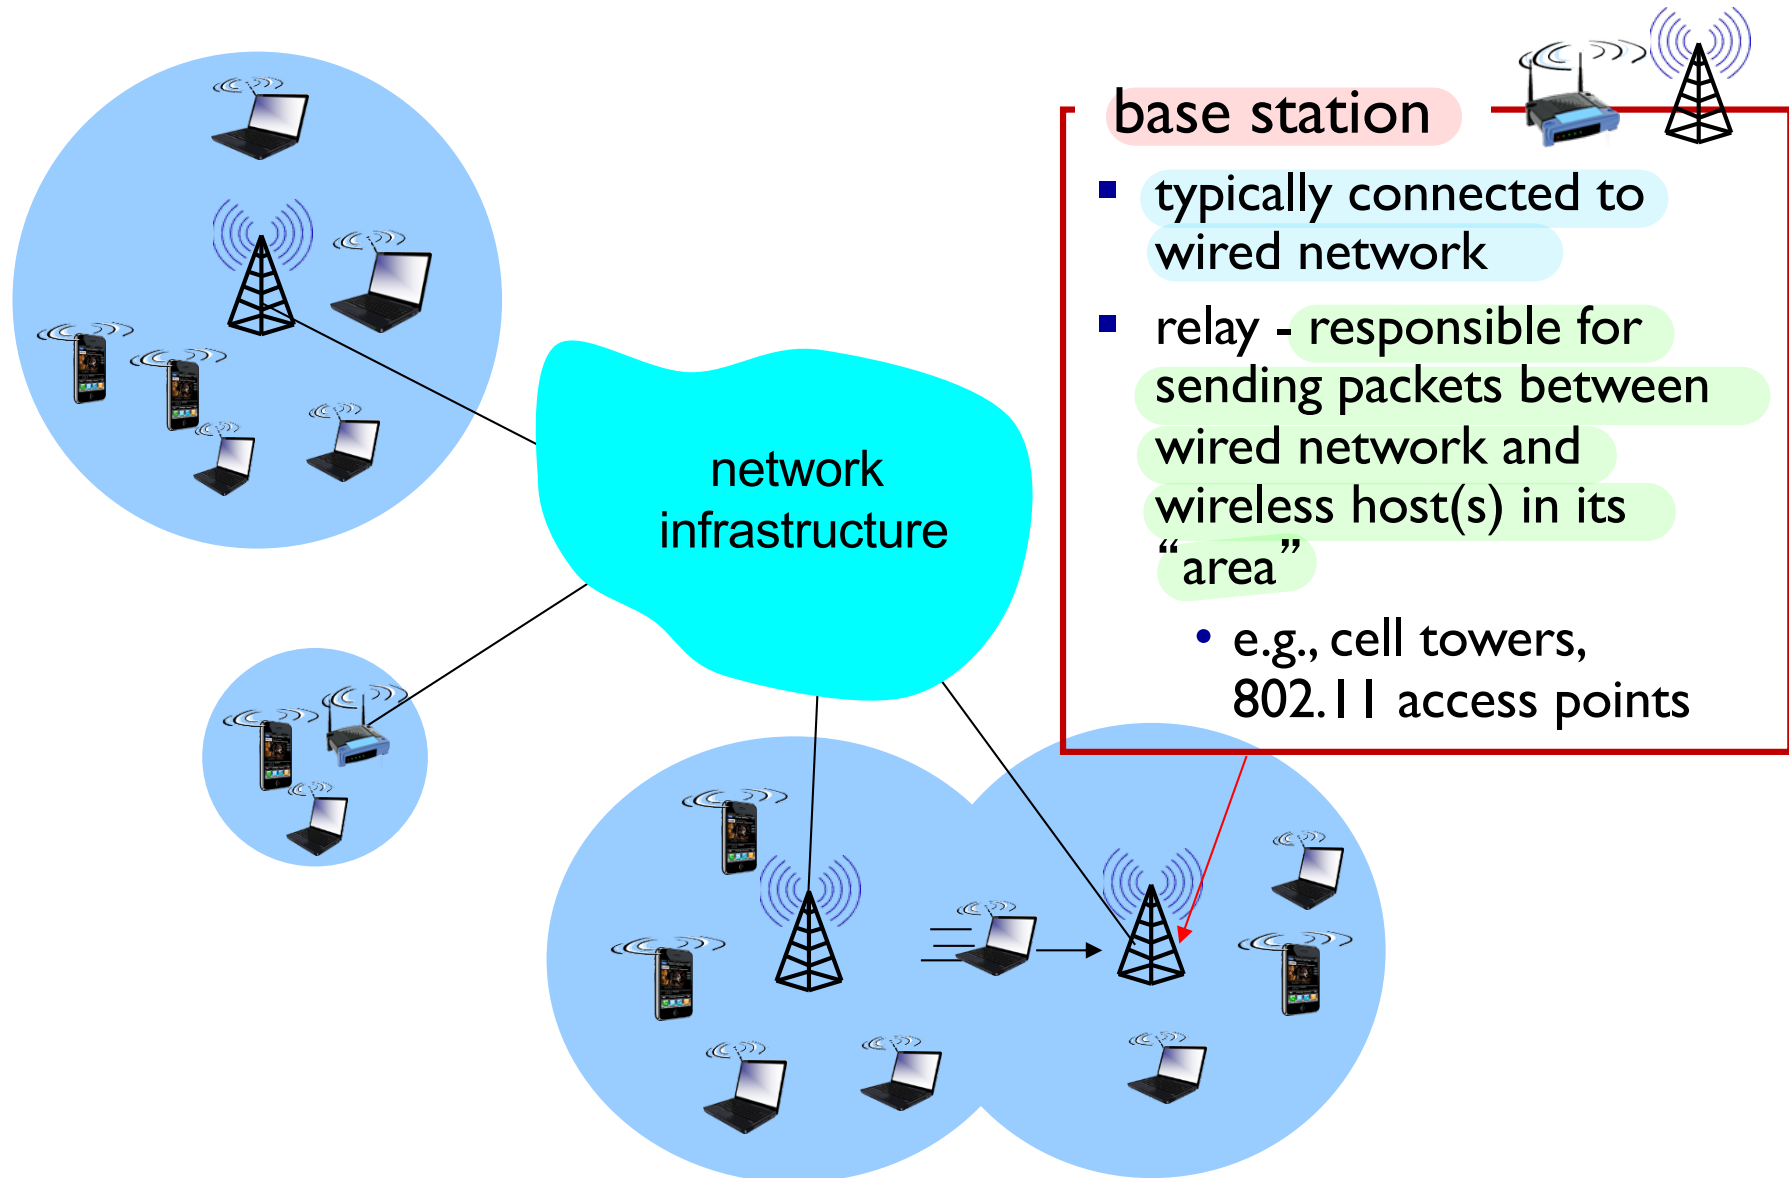 base station
▪ typically connected to
wired network
▪ relay - responsible for
sending packets between
wired network and
wireless host(s) in its
“area”
• e.g., cell towers,
802.11 access points
network
infrastructure